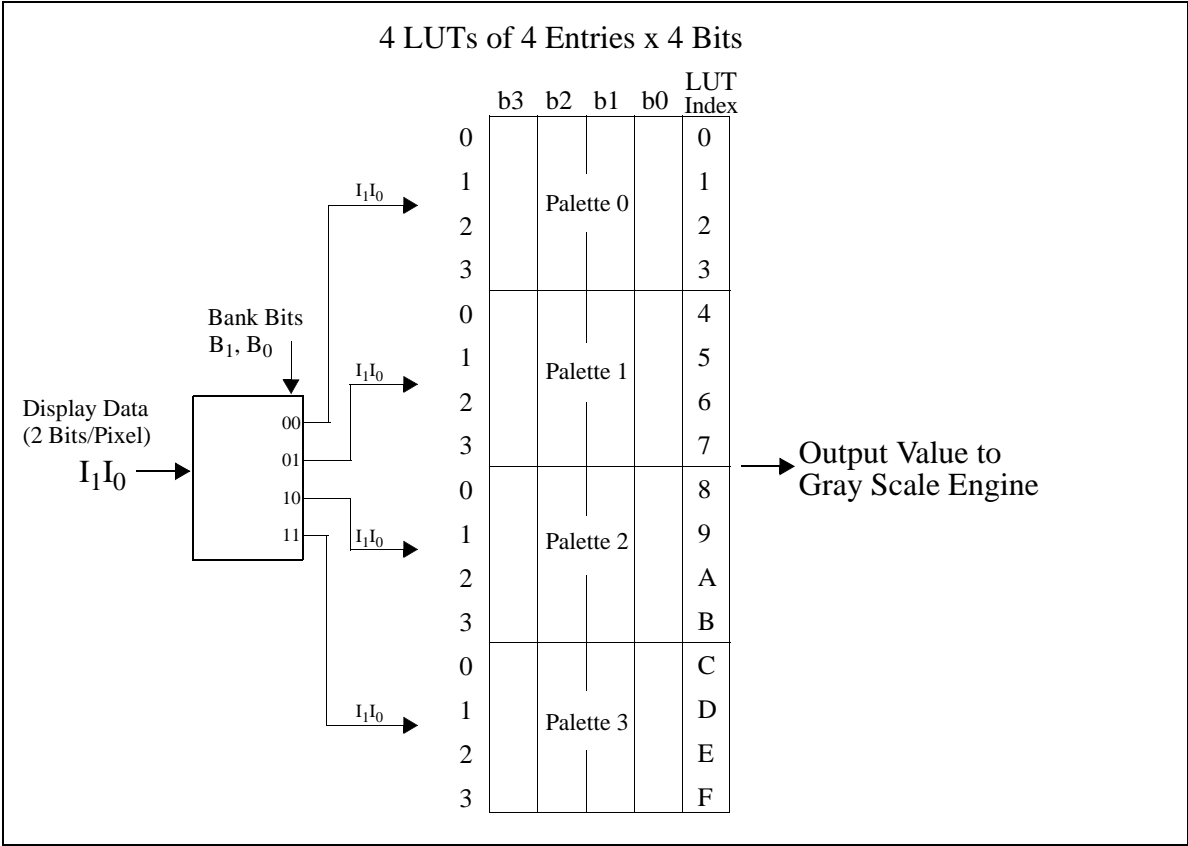 4 LUTs of 4 Entries x 4 Bits
b3 b2 b1 b0 LUT Index
0 0
1 1
I₁I₀
Palette 0
2 2
3 3
0 4
Bank Bits
B₁, B₀
1 5
I₁I₀
Palette 1
2 6
3 7
Display Data
(2 Bits/Pixel)
I₁I₀
00
01
10
11
Output Value to
Gray Scale Engine
0 8
1 9
I₁I₀
Palette 2
2 A
3 B
0 C
1 D
I₁I₀
Palette 3
2 E
3 F